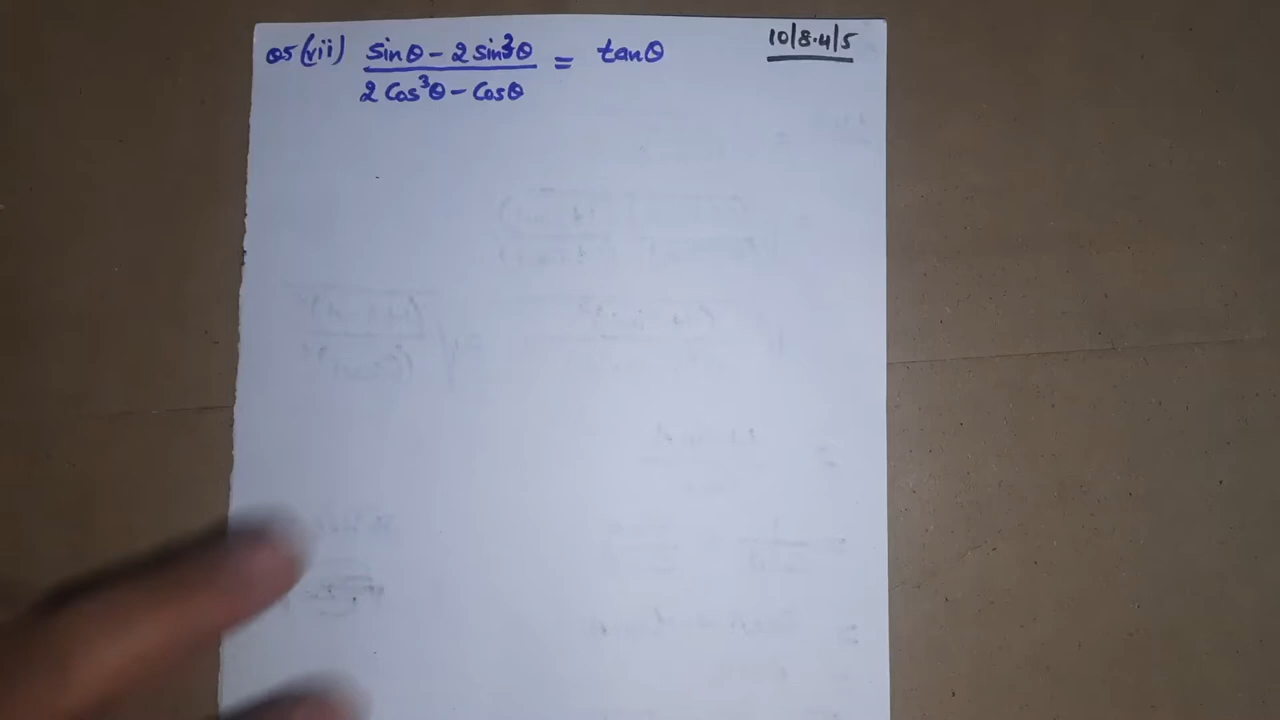 Q5 (vii) sinθ - 2 sin³θ / 2 Cos³θ - Cosθ = tanθ
10/8.4/5